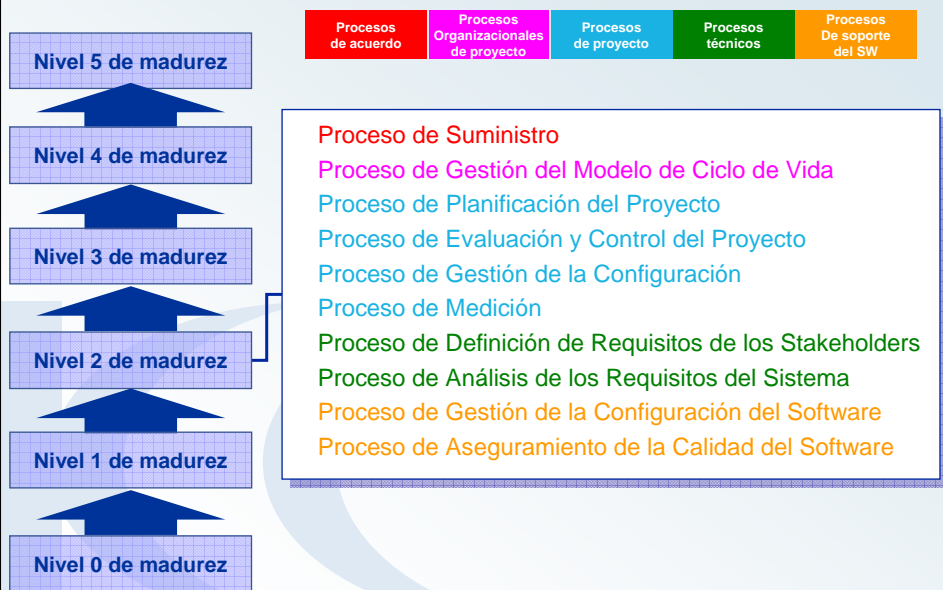 Procesos
de acuerdo
Procesos
Organizacionales
de proyecto
Procesos
de proyecto
Procesos
técnicos
Procesos
De soporte
del SW
Nivel 5 de madurez
Nivel 4 de madurez
Nivel 3 de madurez
Nivel 2 de madurez
Nivel 1 de madurez
Nivel 0 de madurez
Proceso de Suministro
Proceso de Gestión del Modelo de Ciclo de Vida
Proceso de Planificación del Proyecto
Proceso de Evaluación y Control del Proyecto
Proceso de Gestión de la Configuración
Proceso de Medición
Proceso de Definición de Requisitos de los Stakeholders
Proceso de Análisis de los Requisitos del Sistema
Proceso de Gestión de la Configuración del Software
Proceso de Aseguramiento de la Calidad del Software